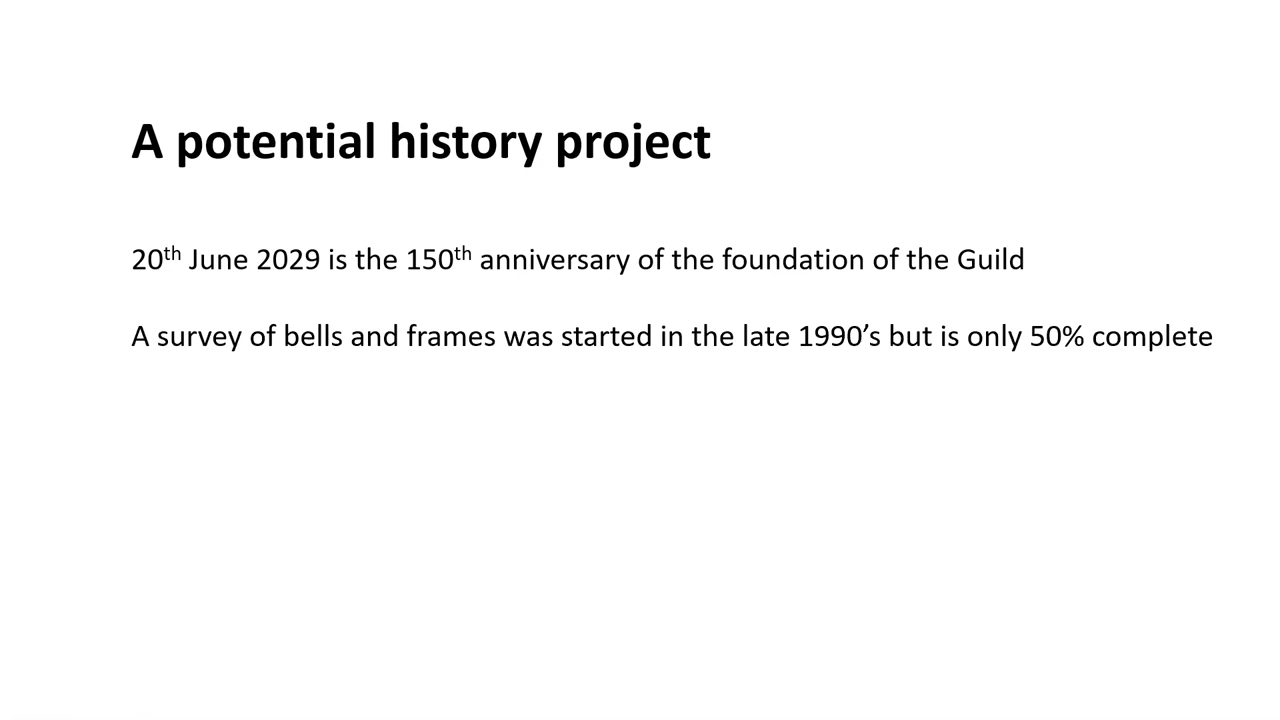 A potential history project
20th June 2029 is the 150th anniversary of the foundation of the Guild
A survey of bells and frames was started in the late 1990’s but is only 50% complete